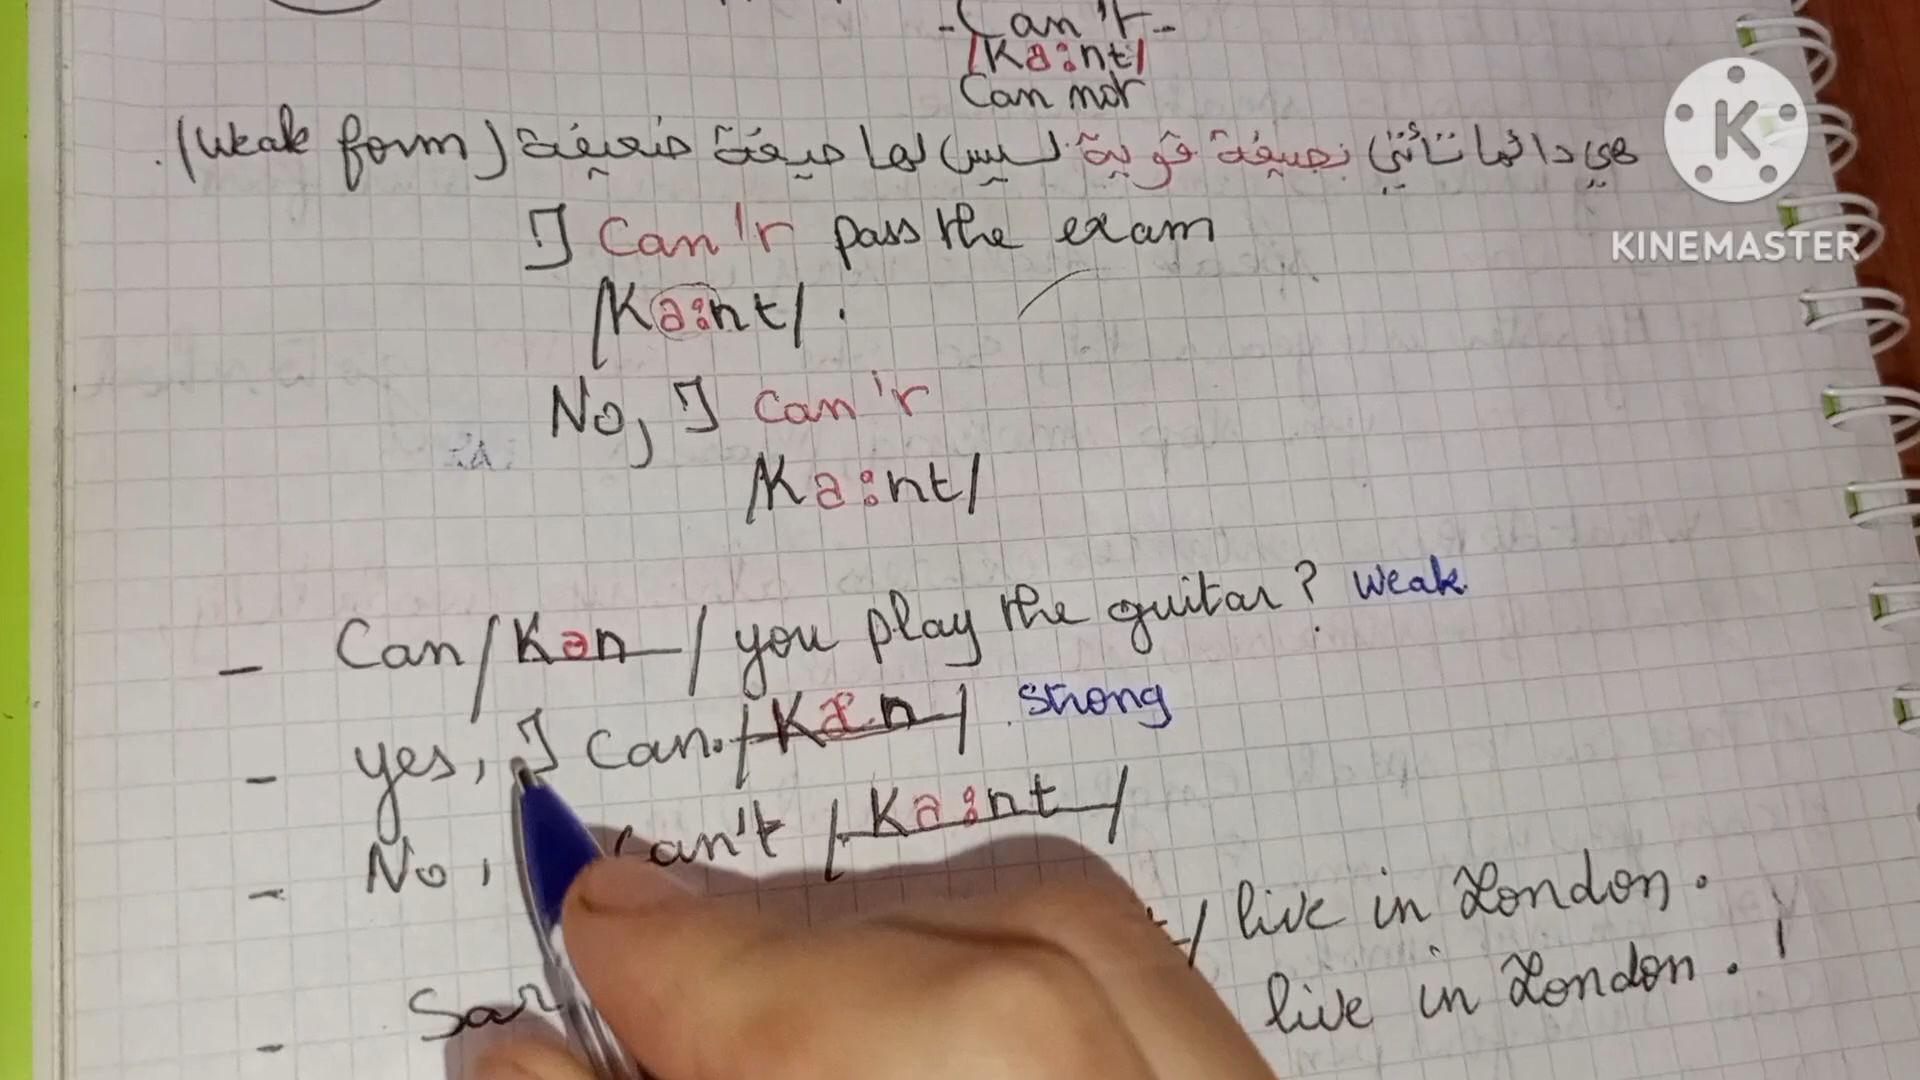 - Can't -
/Ka:nt/
Can not
هي دائما تأتي بصيغة قوية ليس لها صيغة ضعيفة (weak form).
I Can't pass the exam
/Ka:nt/.
No, I Can't
/Ka:nt/
- Can /Kən/ you play the guitar? weak
- yes, I can. /Kæn/ strong
- No, can't /Ka:nt/
/ live in London.
- Sar live in London.
K
KINEMASTER